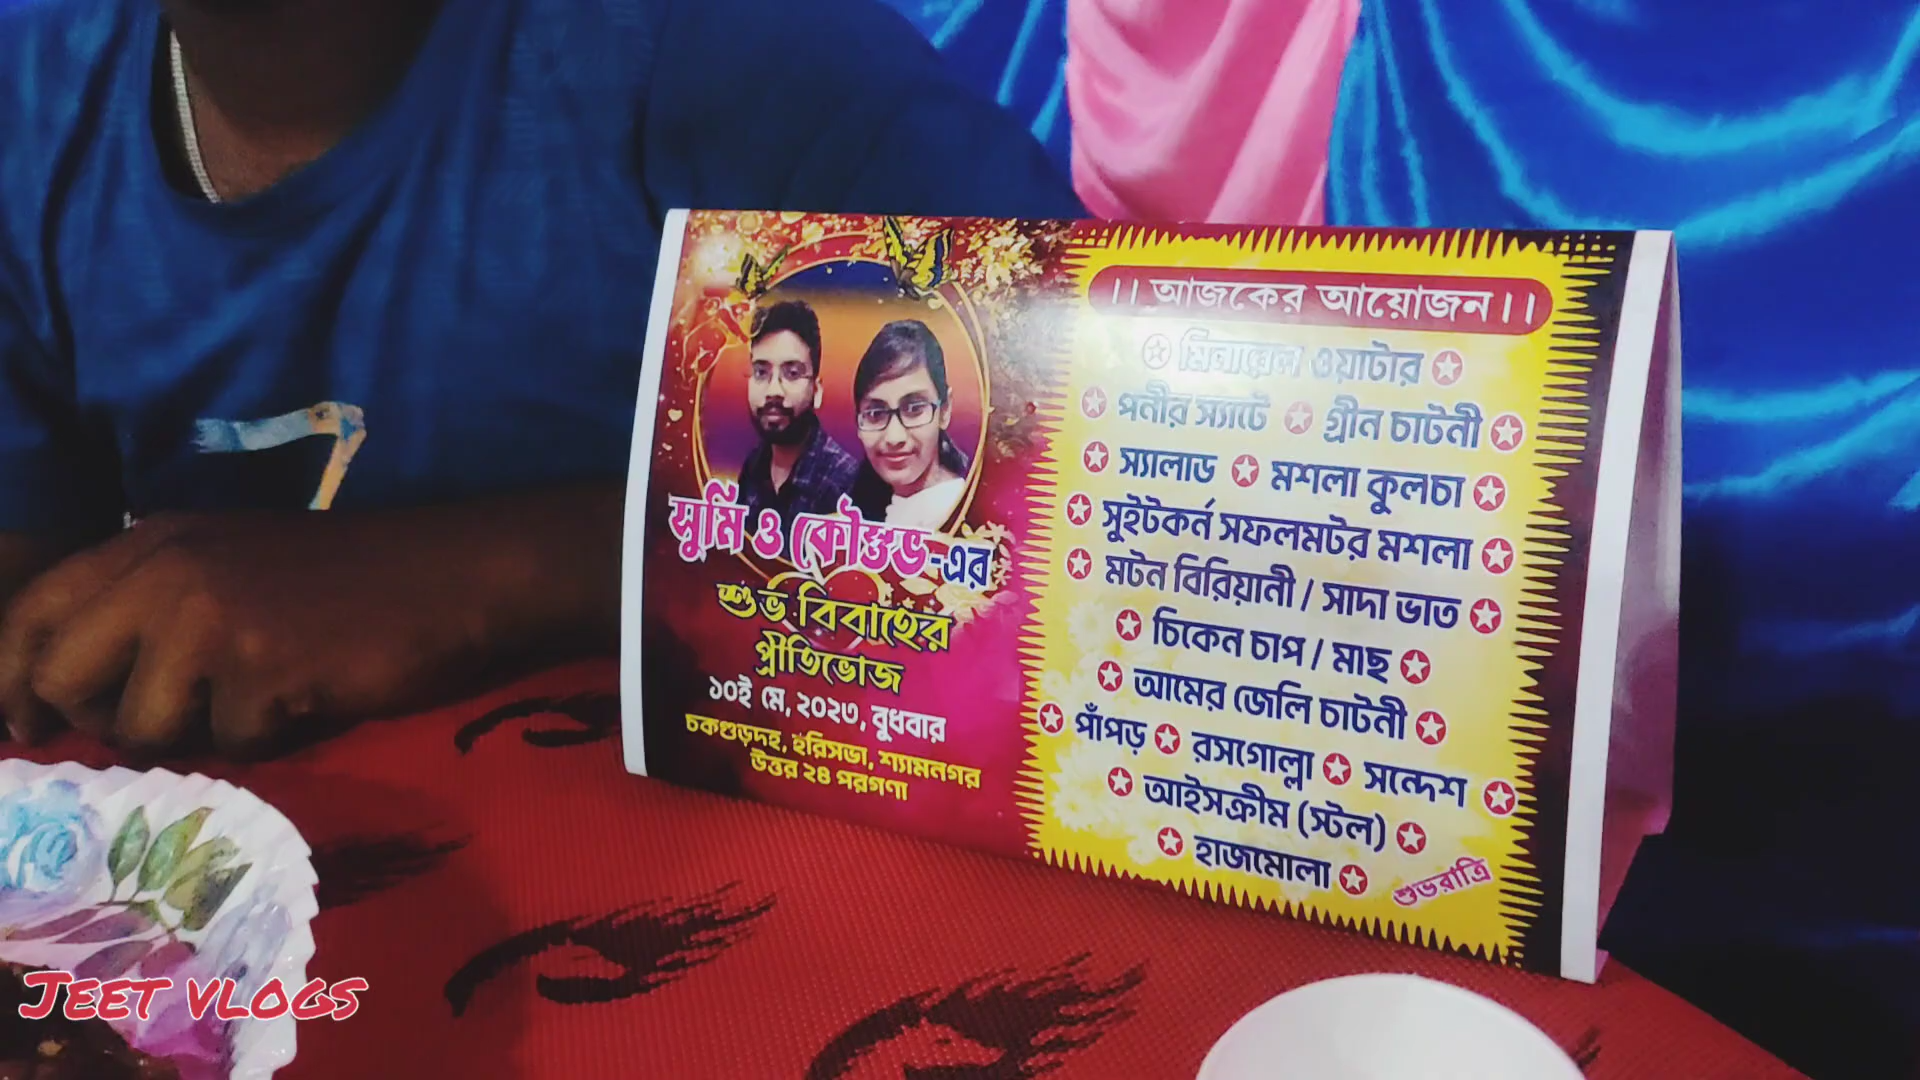 সুমি ও কৌস্তভ-এর
শুভ বিবাহের
প্রীতিভোজ
১০ই মে, ২০২৩, বুধবার
চকগুড়দহ, হরিসভা, শ্যামনগর
উত্তর ২৪ পরগণা
।। আজকের আয়োজন ।।
মিনারেল ওয়াটার
পনীর স্যাটে গ্রীন চাটনী
স্যালাড মশলা কুলচা
সুইটকর্ন সফলমটর মশলা
মটন বিরিয়ানী / সাদা ভাত
চিকেন চাপ / মাছ
আমের জেলি চাটনী
পাঁপড় রসগোল্লা সন্দেশ
আইসক্রীম (স্টল)
হাজমোলা
শুভরাত্রি
JEET VLOGS